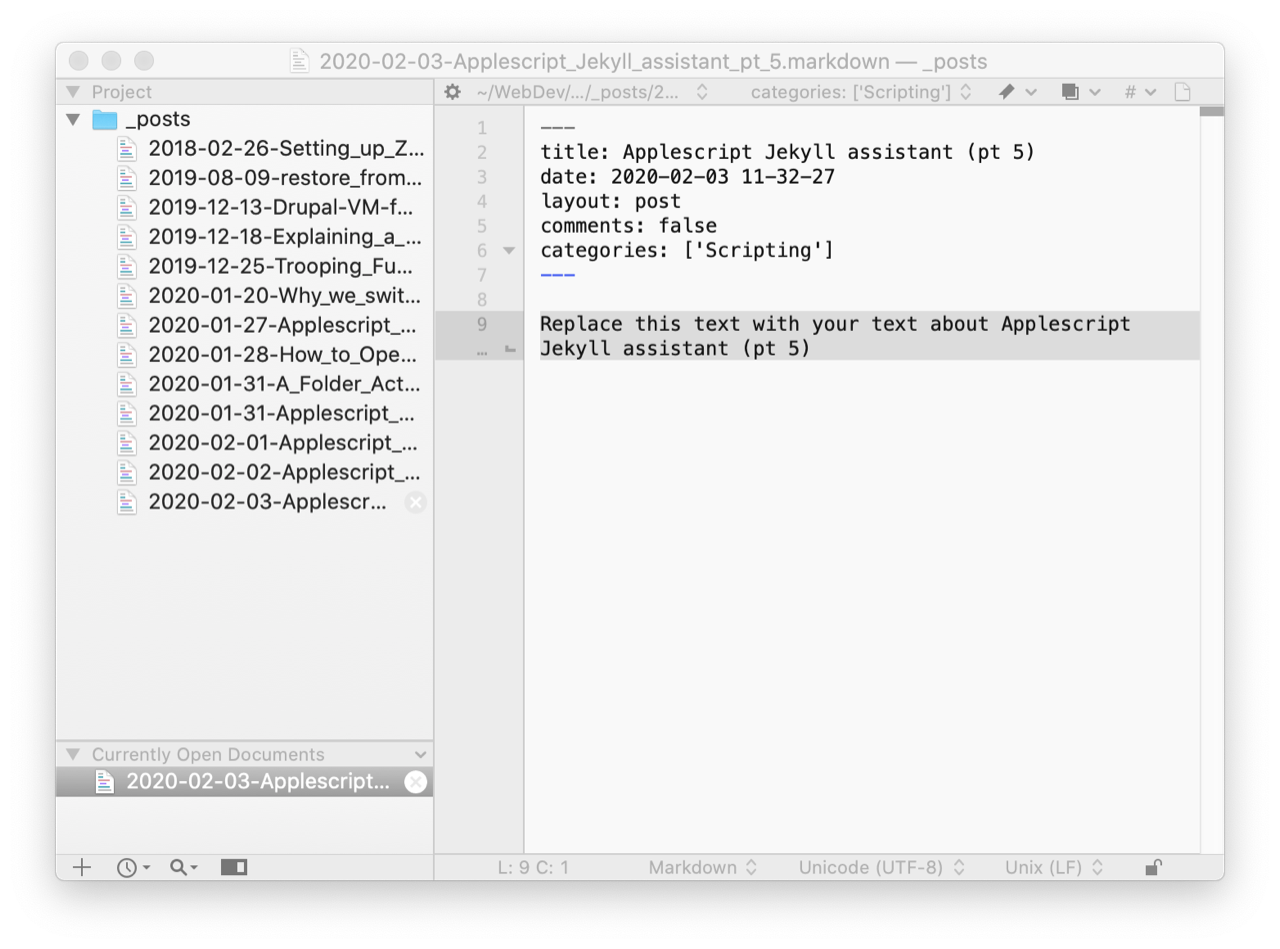 2020-02-03-Applescript_Jekyll_assistant_pt_5.markdown — _posts
Project
_posts
2018-02-26-Setting_up_Z...
2019-08-09-restore_from...
2019-12-13-Drupal-VM-f...
2019-12-18-Explaining_a_...
2019-12-25-Trooping_Fu...
2020-01-20-Why_we_swit...
2020-01-27-Applescript_...
2020-01-28-How_to_Ope...
2020-01-31-A_Folder_Act...
2020-01-31-Applescript_...
2020-02-01-Applescript_...
2020-02-02-Applescript_...
2020-02-03-Applescr...
Currently Open Documents
2020-02-03-Applescript...
~/WebDev/.../_posts/2... categories: ['Scripting'] #
1 ---
2 title: Applescript Jekyll assistant (pt 5)
3 date: 2020-02-03 11-32-27
4 layout: post
5 comments: false
6 categories: ['Scripting']
7 ---
8
9 Replace this text with your text about Applescript
... Jekyll assistant (pt 5)
L: 9 C: 1 Markdown Unicode (UTF-8) Unix (LF)